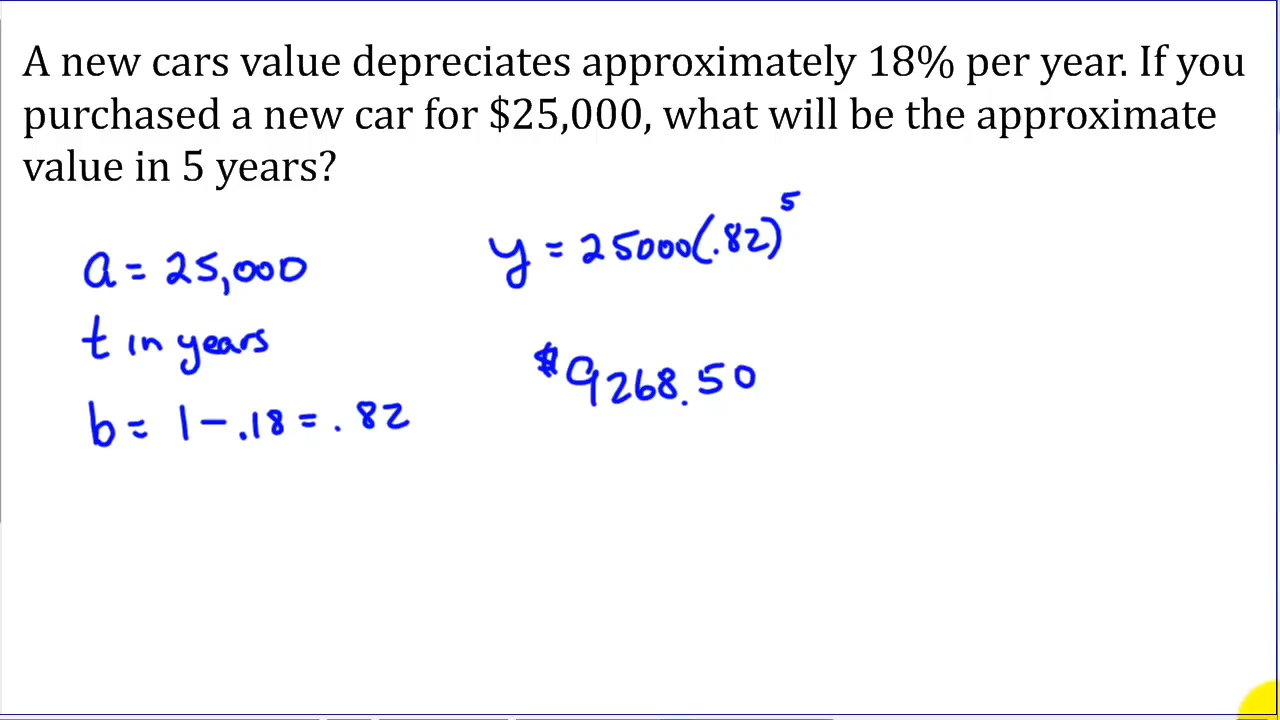 A new cars value depreciates approximately 18% per year. If you
purchased a new car for $25,000, what will be the approximate
value in 5 years?
a = 25,000
t in years
b = 1 - .18 = .82
y = 25000(.82)^5
$9268.50